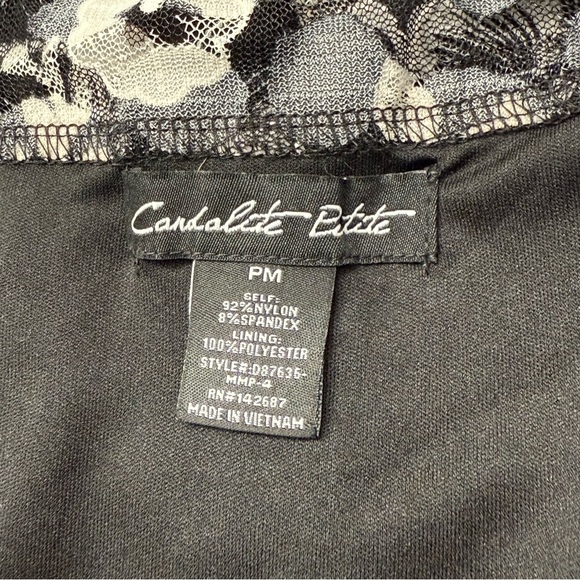 Candalite Petite
PM
SELF:
92%NYLON
8%SPANDEX
LINING:
100%POLYESTER
STYLE#:D87635-
MMP-4
RN#142687
MADE IN VIETNAM